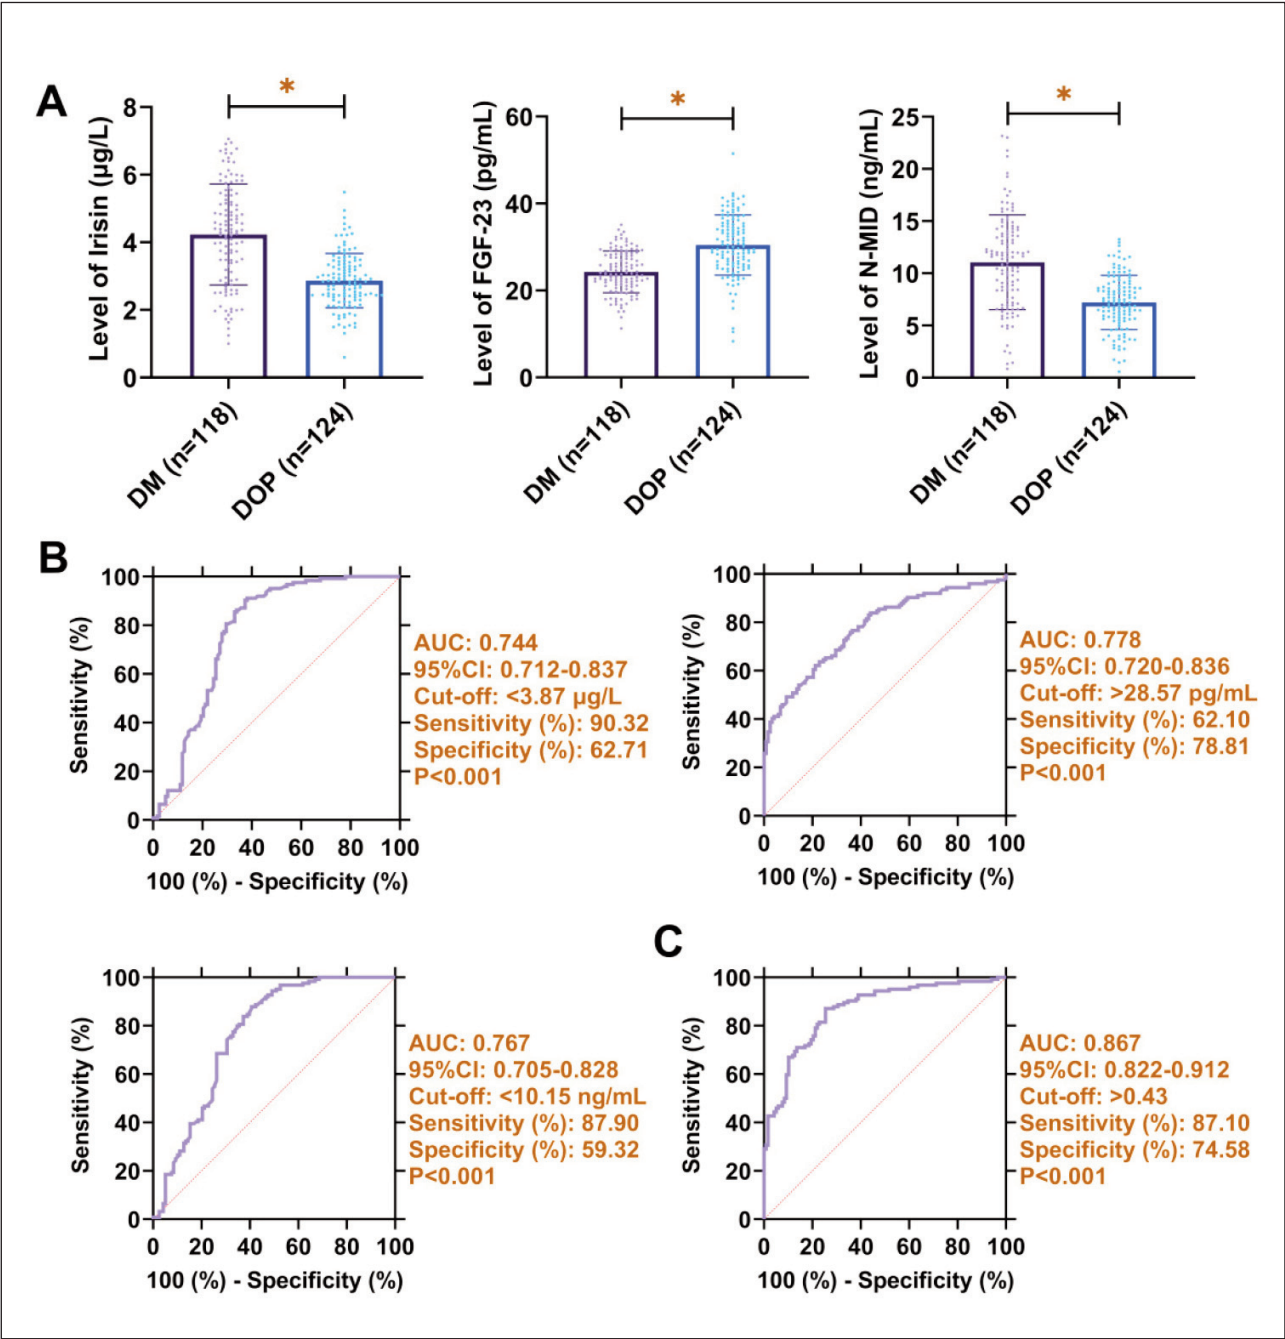 A
*
*
*
Level of Irisin (µg/L)
8
6
4
2
0
DM (n=118)
DOP (n=124)
Level of FGF-23 (pg/mL)
60
40
20
0
DM (n=118)
DOP (n=124)
Level of N-MID (ng/mL)
25
20
15
10
5
0
DM (n=118)
DOP (n=124)
B
Sensitivity (%)
100
80
60
40
20
0
0 20 40 60 80 100
100 (%) - Specificity (%)
AUC: 0.744
95%CI: 0.712-0.837
Cut-off: <3.87 µg/L
Sensitivity (%): 90.32
Specificity (%): 62.71
P<0.001
Sensitivity (%)
100
80
60
40
20
0
0 20 40 60 80 100
100 (%) - Specificity (%)
AUC: 0.778
95%CI: 0.720-0.836
Cut-off: >28.57 pg/mL
Sensitivity (%): 62.10
Specificity (%): 78.81
P<0.001
Sensitivity (%)
100
80
60
40
20
0
0 20 40 60 80 100
100 (%) - Specificity (%)
AUC: 0.767
95%CI: 0.705-0.828
Cut-off: <10.15 ng/mL
Sensitivity (%): 87.90
Specificity (%): 59.32
P<0.001
C
Sensitivity (%)
100
80
60
40
20
0
0 20 40 60 80 100
100 (%) - Specificity (%)
AUC: 0.867
95%CI: 0.822-0.912
Cut-off: >0.43
Sensitivity (%): 87.10
Specificity (%): 74.58
P<0.001